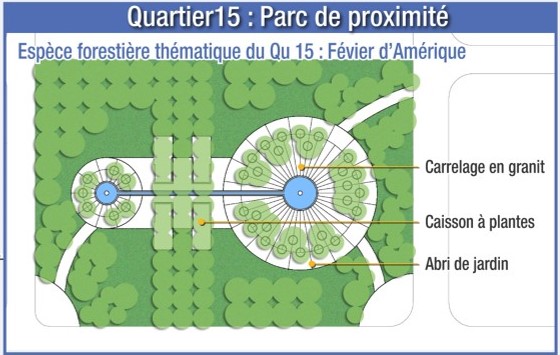 Quartier15 : Parc de proximité
Espèce forestière thématique du Qu 15 : Févier d'Amérique
Carrelage en granit
Caisson à plantes
Abri de jardin